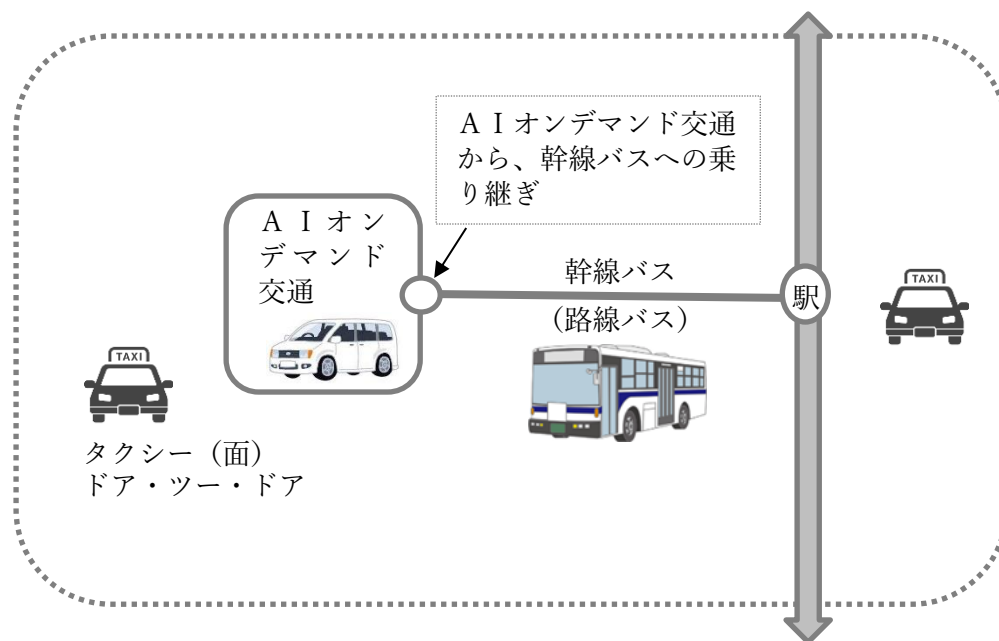 ＡＩオンデマンド交通
から、幹線バスへの乗
り継ぎ
ＡＩオン
デマンド
交通
幹線バス
（路線バス）
駅
TAXI
TAXI
タクシー（面）
ドア・ツー・ドア